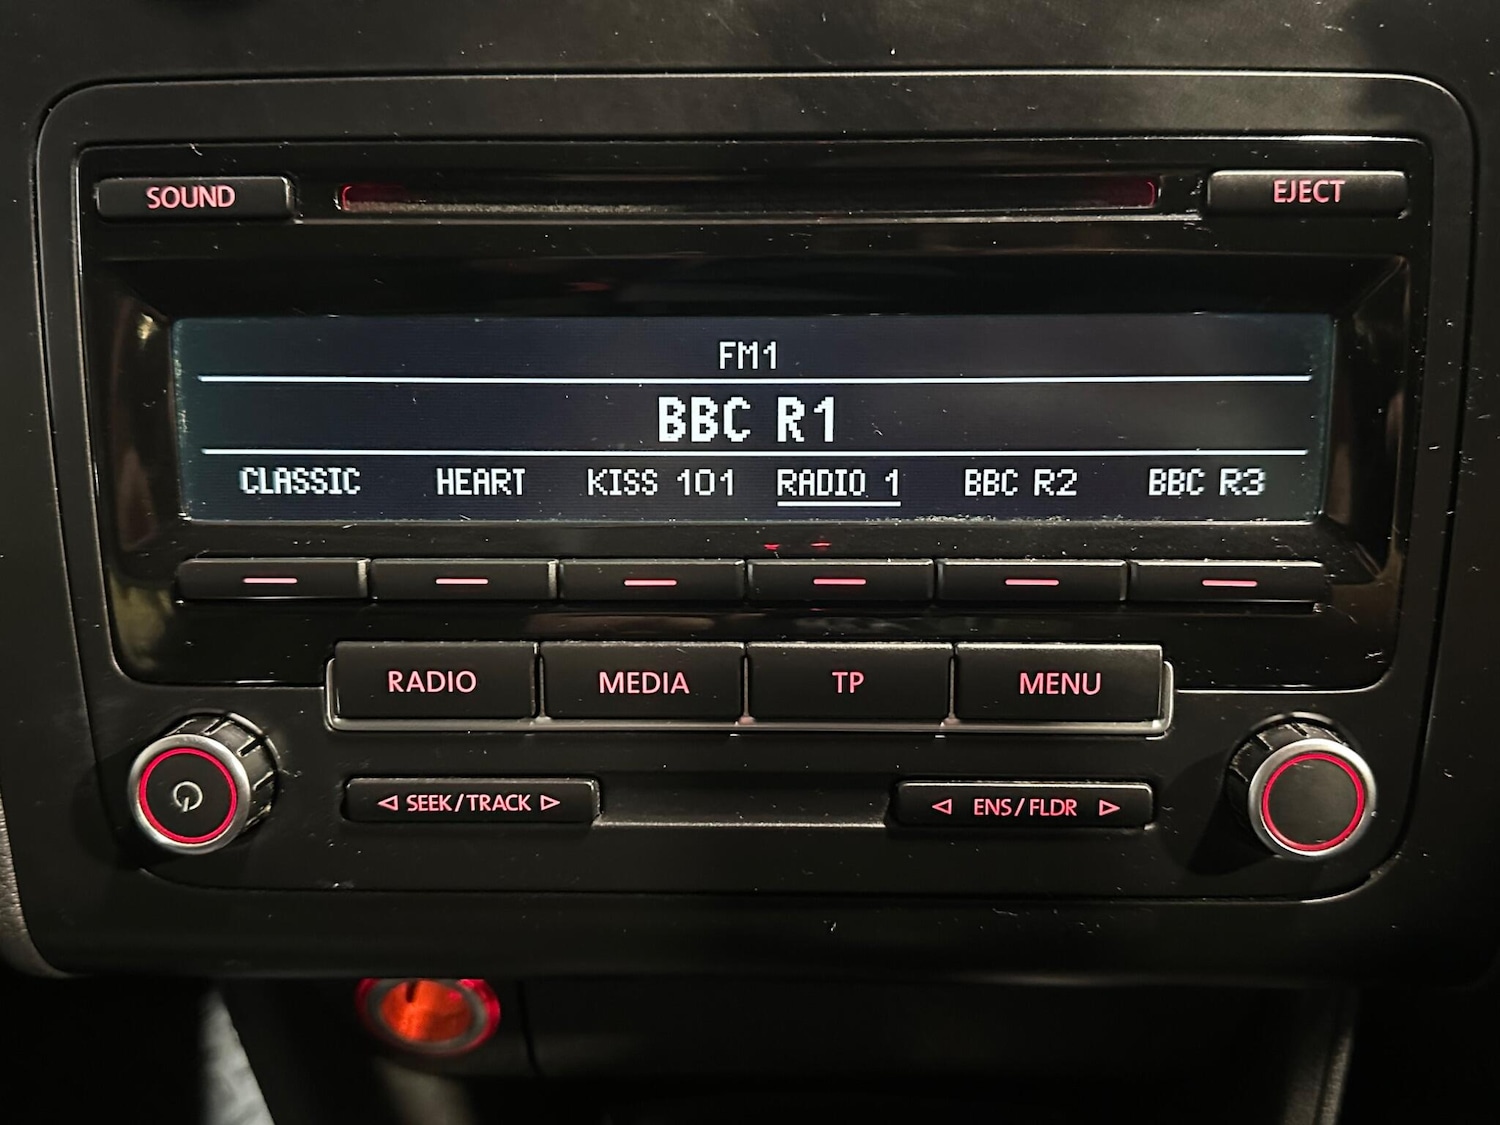 SOUND EJECT
FM1
BBC R1
CLASSIC HEART KISS 101 RADIO 1 BBC R2 BBC R3
RADIO MEDIA TP MENU
SEEK/TRACK ENS/FLDR